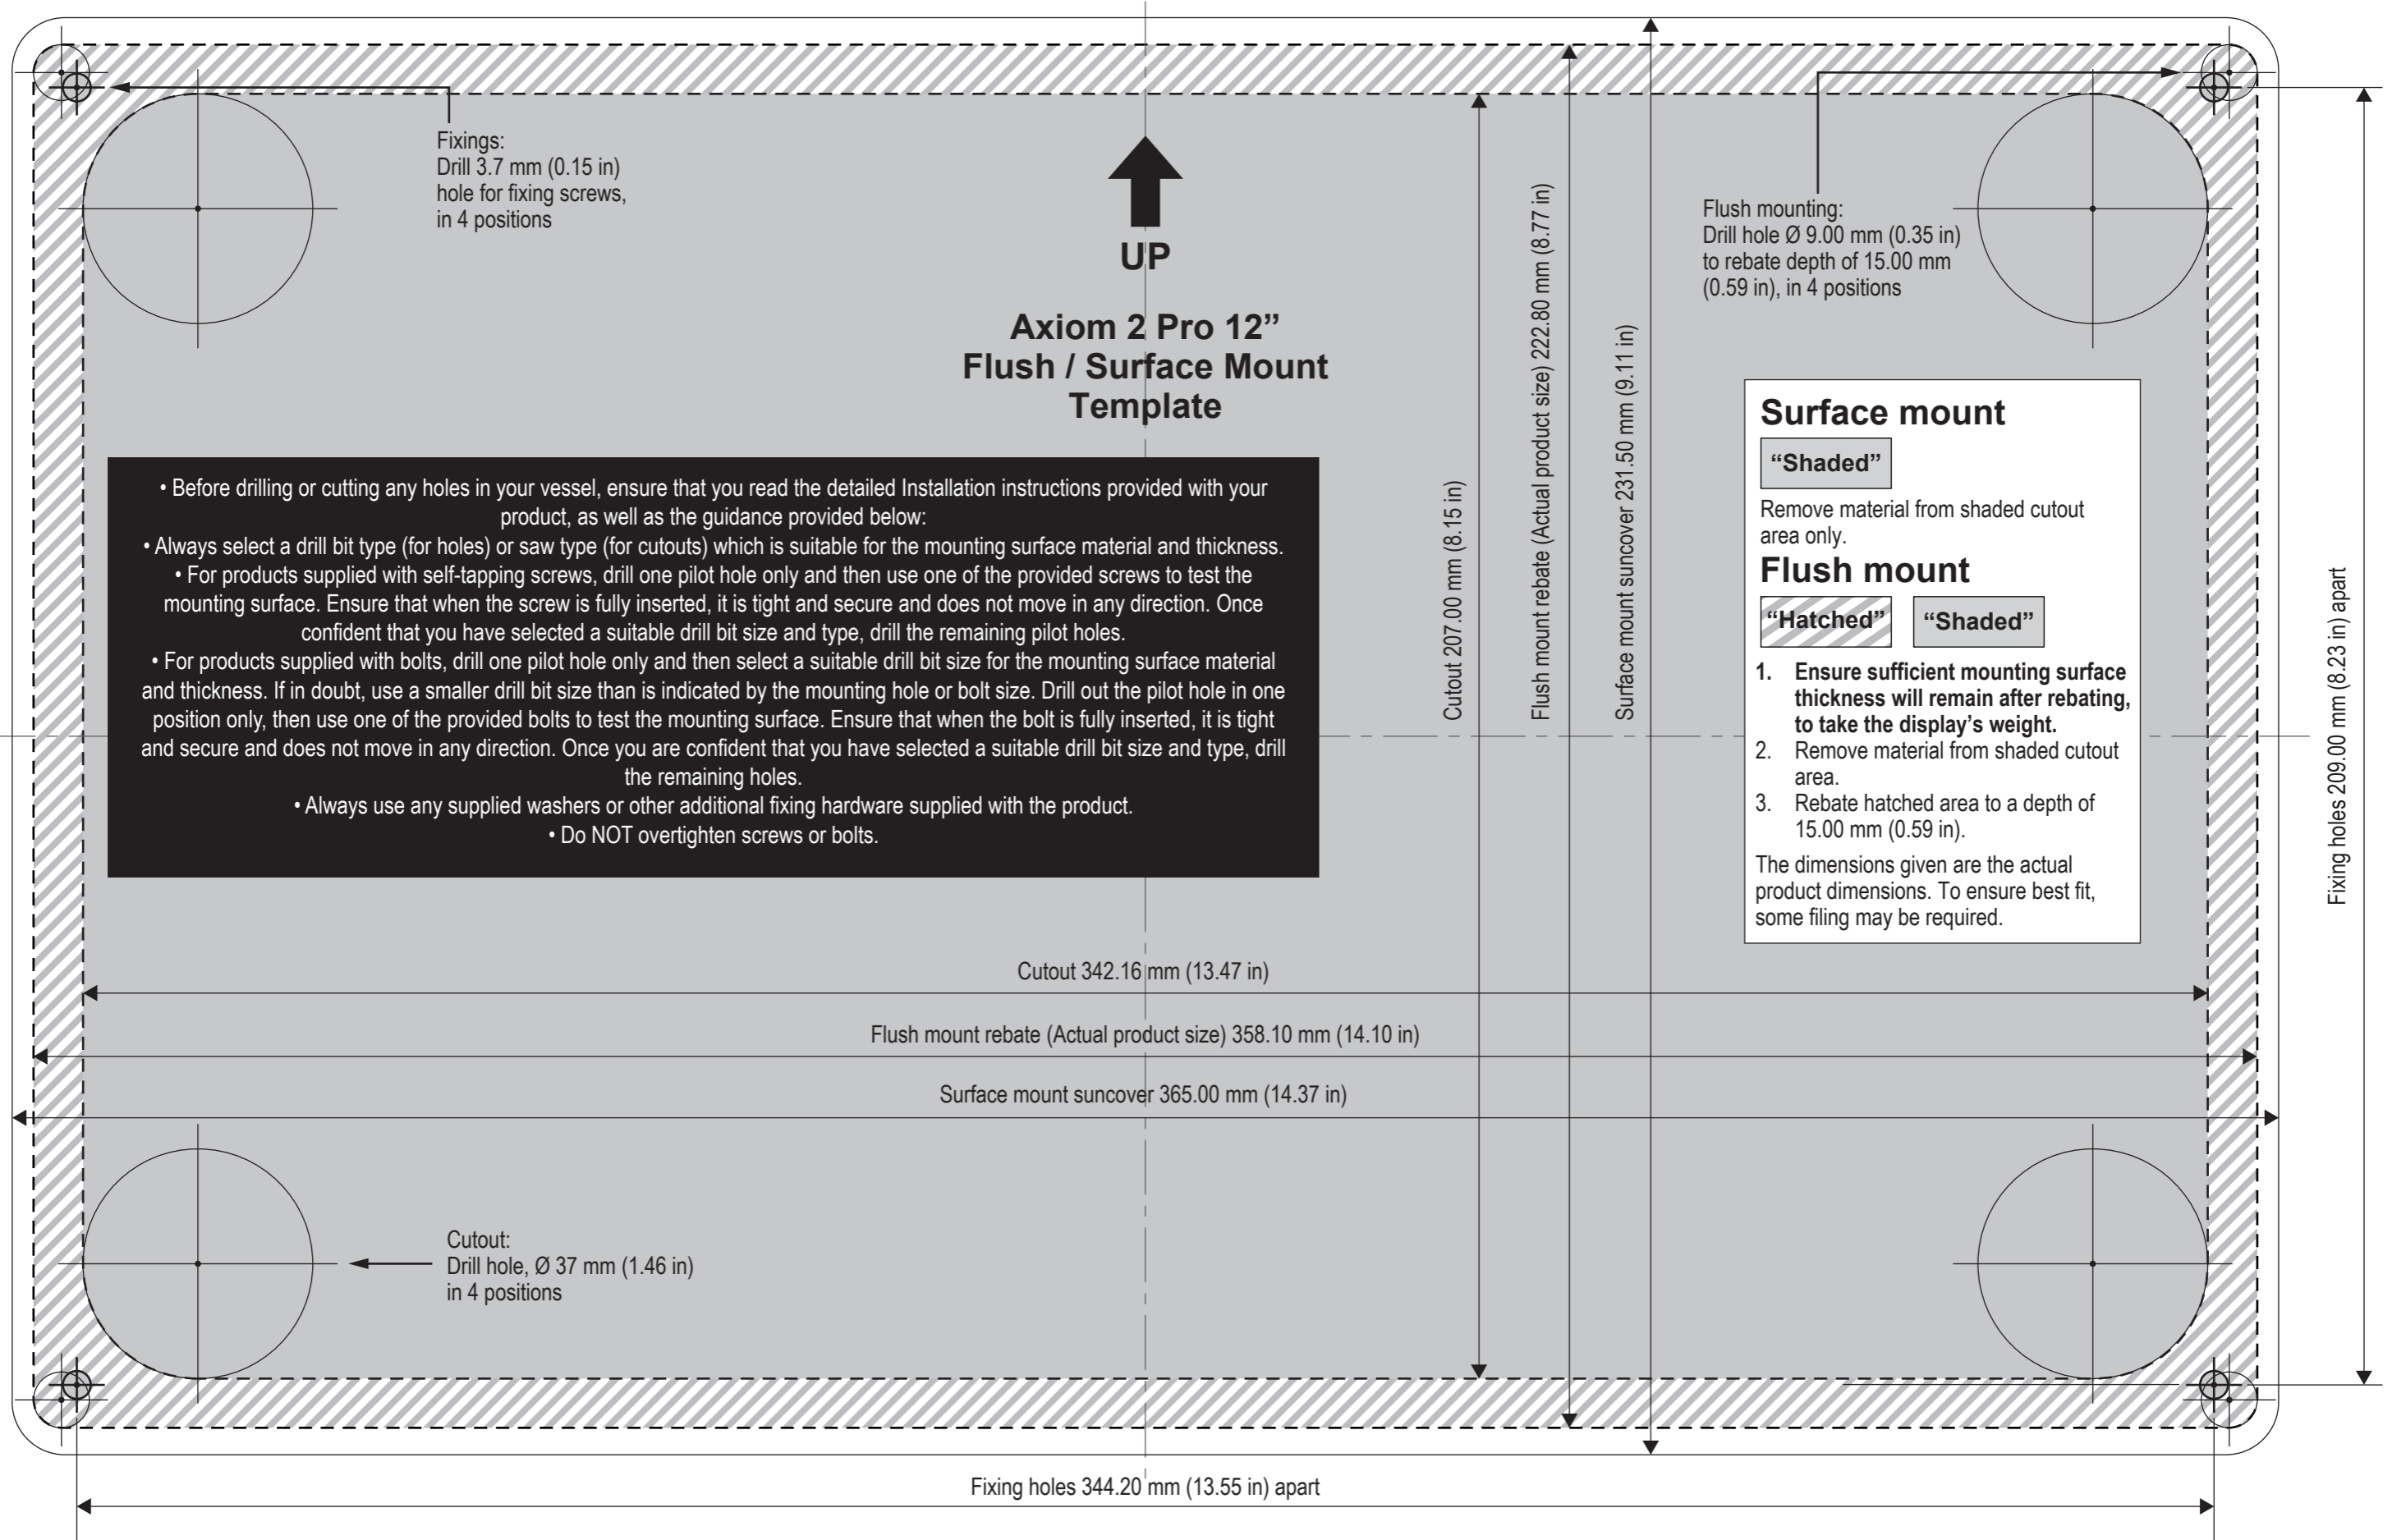 Fixings:
Drill 3.7 mm (0.15 in)
hole for fixing screws,
in 4 positions
UP
Axiom 2 Pro 12”
Flush / Surface Mount
Template
Flush mounting:
Drill hole Ø 9.00 mm (0.35 in)
to rebate depth of 15.00 mm
(0.59 in), in 4 positions
• Before drilling or cutting any holes in your vessel, ensure that you read the detailed Installation instructions provided with your
product, as well as the guidance provided below:
• Always select a drill bit type (for holes) or saw type (for cutouts) which is suitable for the mounting surface material and thickness.
• For products supplied with self-tapping screws, drill one pilot hole only and then use one of the provided screws to test the
mounting surface. Ensure that when the screw is fully inserted, it is tight and secure and does not move in any direction. Once
confident that you have selected a suitable drill bit size and type, drill the remaining pilot holes.
• For products supplied with bolts, drill one pilot hole only and then select a suitable drill bit size for the mounting surface material
and thickness. If in doubt, use a smaller drill bit size than is indicated by the mounting hole or bolt size. Drill out the pilot hole in one
position only, then use one of the provided bolts to test the mounting surface. Ensure that when the bolt is fully inserted, it is tight
and secure and does not move in any direction. Once you are confident that you have selected a suitable drill bit size and type, drill
the remaining holes.
• Always use any supplied washers or other additional fixing hardware supplied with the product.
• Do NOT overtighten screws or bolts.
Cutout 207.00 mm (8.15 in)
Flush mount rebate (Actual product size) 222.80 mm (8.77 in)
Surface mount suncover 231.50 mm (9.11 in)
Surface mount
“Shaded”
Remove material from shaded cutout
area only.
Flush mount
“Hatched” “Shaded”
1. Ensure sufficient mounting surface
thickness will remain after rebating,
to take the display’s weight.
2. Remove material from shaded cutout
area.
3. Rebate hatched area to a depth of
15.00 mm (0.59 in).
The dimensions given are the actual
product dimensions. To ensure best fit,
some filing may be required.
Fixing holes 209.00 mm (8.23 in) apart
Cutout 342.16 mm (13.47 in)
Flush mount rebate (Actual product size) 358.10 mm (14.10 in)
Surface mount suncover 365.00 mm (14.37 in)
Cutout:
Drill hole, Ø 37 mm (1.46 in)
in 4 positions
Fixing holes 344.20 mm (13.55 in) apart